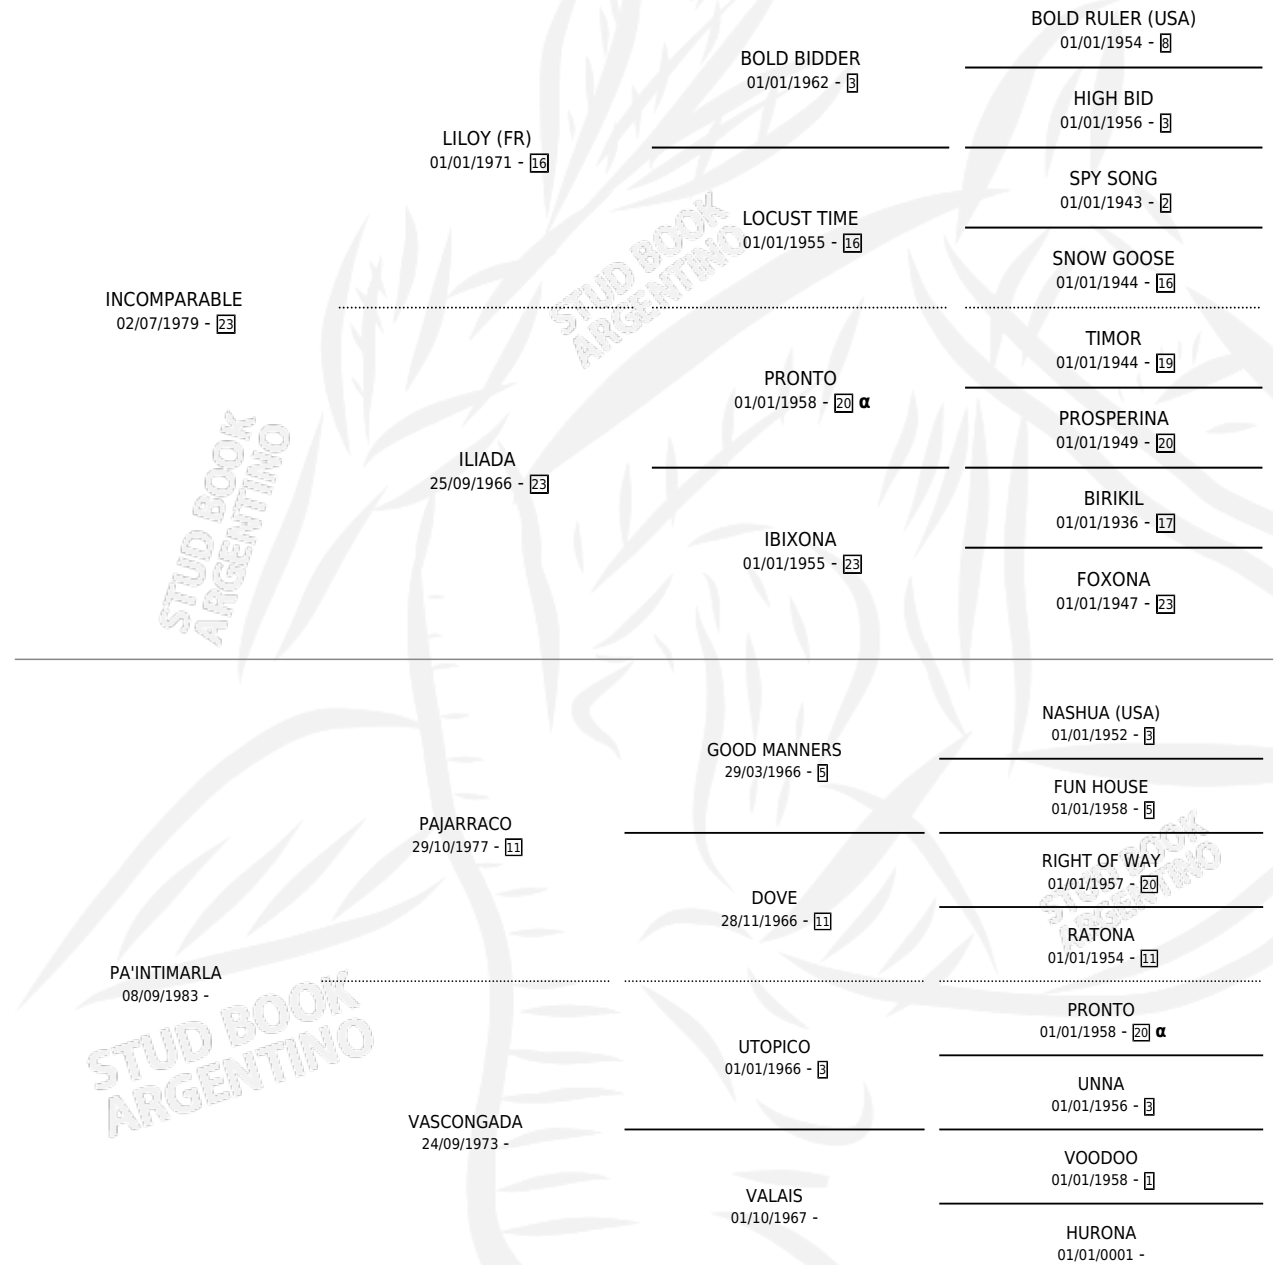 BOLD RULER (USA)
01/01/1954 - 8
BOLD BIDDER
01/01/1962 - 3
HIGH BID
01/01/1956 - 3
LILOY (FR)
01/01/1971 - 16
SPY SONG
01/01/1943 - 2
LOCUST TIME
01/01/1955 - 16
SNOW GOOSE
01/01/1944 - 16
INCOMPARABLE
02/07/1979 - 23
STUD BOOK
ARGENTINO
TIMOR
01/01/1944 - 19
PRONTO
01/01/1958 - 20 α
PROSPERINA
01/01/1949 - 20
ILIADA
25/09/1966 - 23
STUD BOOK
ARGENTINO
BIRIKIL
01/01/1936 - 17
IBIXONA
01/01/1955 - 23
FOXONA
01/01/1947 - 23
NASHUA (USA)
01/01/1952 - 3
GOOD MANNERS
29/03/1966 - 5
FUN HOUSE
01/01/1958 - 5
PAJARRACO
29/10/1977 - 11
RIGHT OF WAY
01/01/1957 - 20
STUD BOOK
ARGENTINO
DOVE
28/11/1966 - 11
RATONA
01/01/1954 - 11
PA'INTIMARLA
08/09/1983 -
STUD BOOK
ARGENTINO
PRONTO
01/01/1958 - 20 α
UTOPICO
01/01/1966 - 3
UNNA
01/01/1956 - 3
VASCONGADA
24/09/1973 -
VOODOO
01/01/1958 - 1
VALAIS
01/10/1967 -
HURONA
01/01/0001 -